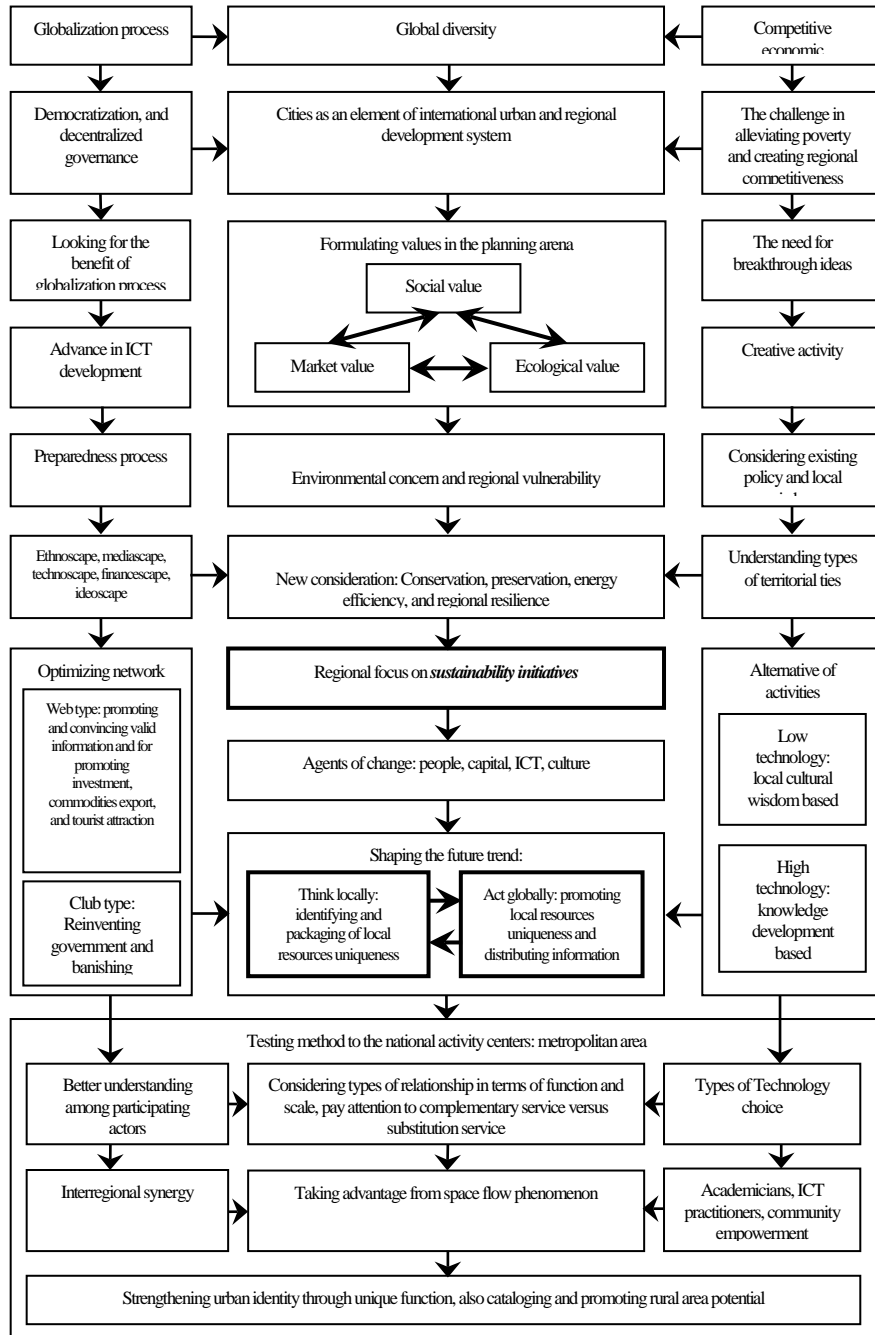 Globalization process
Global diversity
Competitive
economic
Democratization, and
decentralized
governance
Cities as an element of international urban and regional
development system
The challenge in
alleviating poverty
and creating regional
competitiveness
Looking for the
benefit of
globalization process
Formulating values in the planning arena
Social value
Market value
Ecological value
The need for
breakthrough ideas
Advance in ICT
development
Creative activity
Preparedness process
Environmental concern and regional vulnerability
Considering existing
policy and local
Ethnoscape, mediascape,
technoscape, financescape,
ideoscape
New consideration: Conservation, preservation, energy
efficiency, and regional resilience
Understanding types
of territorial ties
Optimizing network
Web type: promoting
and convincing valid
information and for
promoting
investment,
commodities export,
and tourist attraction
Club type:
Reinventing
government and
banishing
Regional focus on sustainability initiatives
Agents of change: people, capital, ICT, culture
Shaping the future trend:
Think locally:
identifying and
packaging of local
resources uniqueness
Act globally: promoting
local resources
uniqueness and
distributing information
Alternative of
activities
Low
technology:
local cultural
wisdom based
High
technology:
knowledge
development
based
Testing method to the national activity centers: metropolitan area
Better understanding
among participating
actors
Considering types of relationship in terms of function and
scale, pay attention to complementary service versus
substitution service
Types of Technology
choice
Interregional synergy
Taking advantage from space flow phenomenon
Academicians, ICT
practitioners, community
empowerment
Strengthening urban identity through unique function, also cataloging and promoting rural area potential